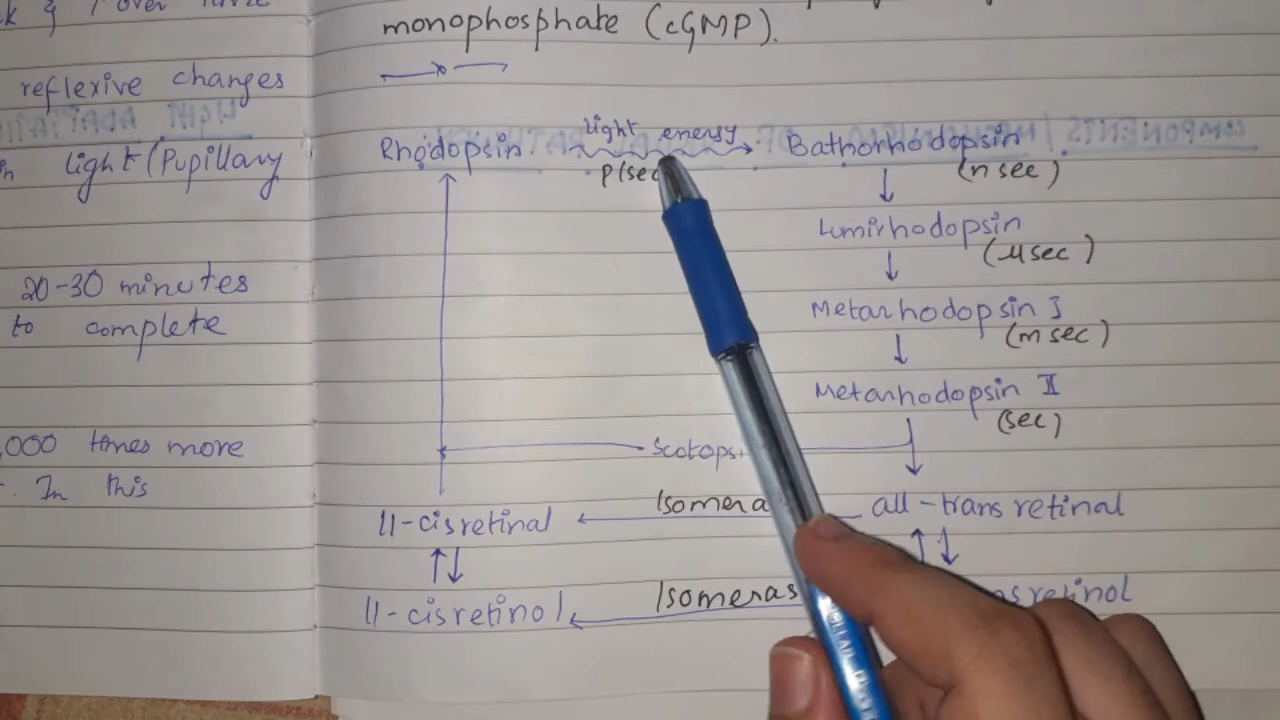 reflexive changes
light (Pupillary
20-30 minutes
to complete
,000 times more
In this
monophosphate (cGMP).
Rhodopsin light energy Bathorhodopsin
(n sec)
Lumirhodopsin
(μsec)
Metarhodopsin I
(m sec)
Metarhodopsin II
(sec)
11-cisretinal all-trans retinal
11-cisretinol retinol